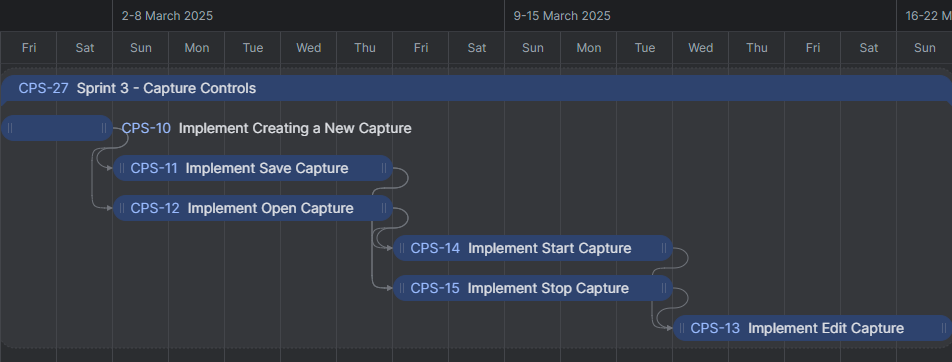 2-8 March 2025 9-15 March 2025 16-22 M
Fri Sat Sun Mon Tue Wed Thu Fri Sat Sun Mon Tue Wed Thu Fri Sat Sun
CPS-27 Sprint 3 - Capture Controls
CPS-10 Implement Creating a New Capture
CPS-11 Implement Save Capture
CPS-12 Implement Open Capture
CPS-14 Implement Start Capture
CPS-15 Implement Stop Capture
CPS-13 Implement Edit Capture